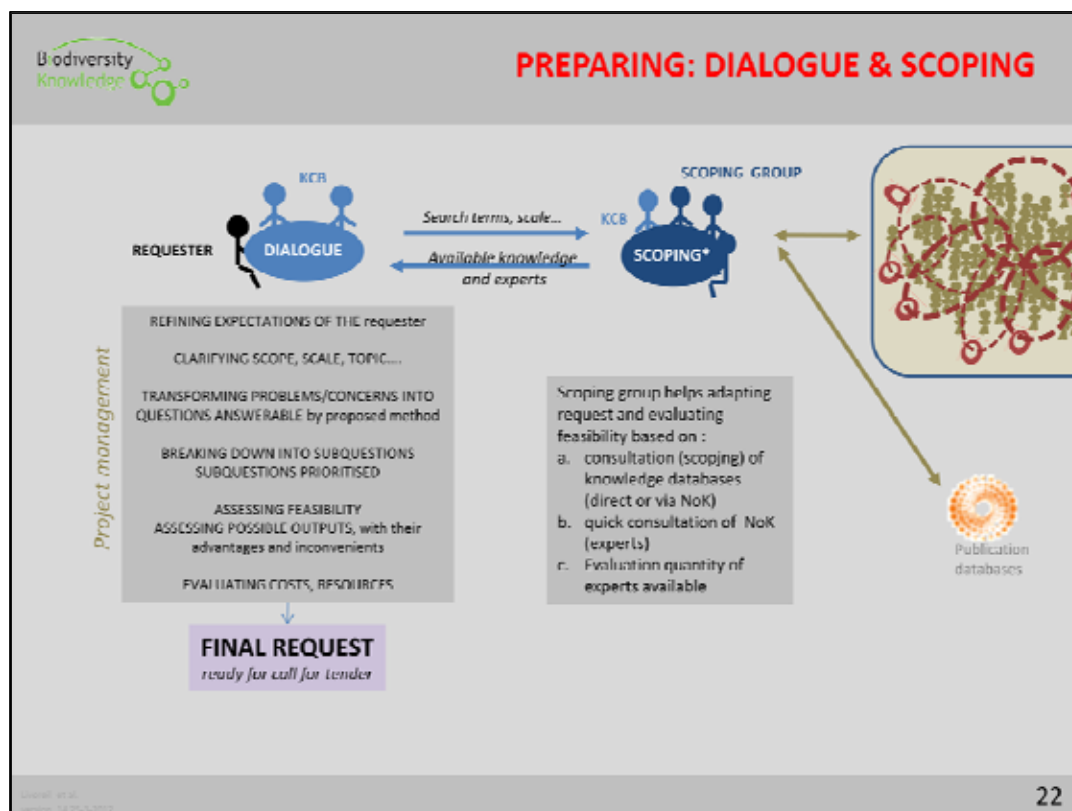 Biodiversity
Knowledge
PREPARING: DIALOGUE & SCOPING
KCB
SCOPING GROUP
REQUESTER
DIALOGUE
Search terms, scale...
Available knowledge
and experts
KCB
SCOPING*
Project management
REFINING EXPECTATIONS OF THE requester
CLARIFYING SCOPE, SCALE, TOPIC....
TRANSFORMING PROBLEMS/CONCERNS INTO
QUESTIONS ANSWERABLE by proposed method
BREAKING DOWN INTO SUBQUESTIONS
SUBQUESTIONS PRIORITISED
ASSESSING FEASIBILITY
ASSESSING POSSIBLE OUTPUTS, with their
advantages and inconvenients
EVALUATING COSTS, RESOURCES
FINAL REQUEST
ready for call for tender
Scoping group helps adapting
request and evaluating
feasibility based on :
a. consultation (scoping) of
knowledge databases
(direct or via NoK)
b. quick consultation of NoK
(experts)
c. Evaluation quantity of
experts available
Publication
databases
22